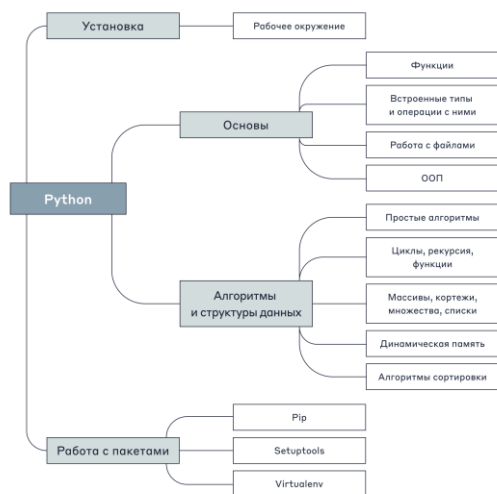 Установка
Рабочее окружение
Функции
Встроенные типы
и операции с ними
Основы
Работа с файлами
ООП
Python
Простые алгоритмы
Циклы, рекурсия,
функции
Алгоритмы
и структуры данных
Массивы, кортежи,
множества, списки
Динамическая память
Алгоритмы сортировки
Pip
Работа с пакетами
Setuptools
Virtualenv